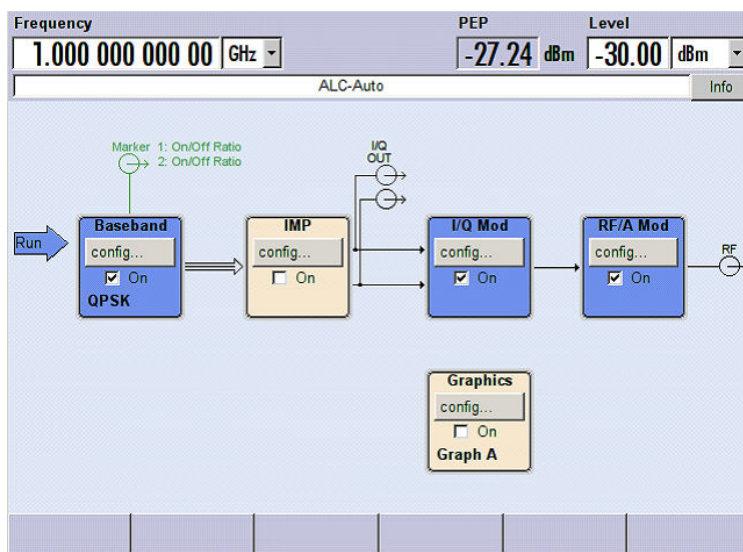 Frequency PEP Level
1.000 000 000 00 GHz -27.24 dBm -30.00 dBm
ALC-Auto Info
Marker 1: On/Off Ratio
2: On/Off Ratio
I/Q
OUT
Run
Baseband
config...
On
QPSK
IMP
config...
On
I/Q Mod
config...
On
RF/A Mod
config...
On
RF
Graphics
config...
On
Graph A